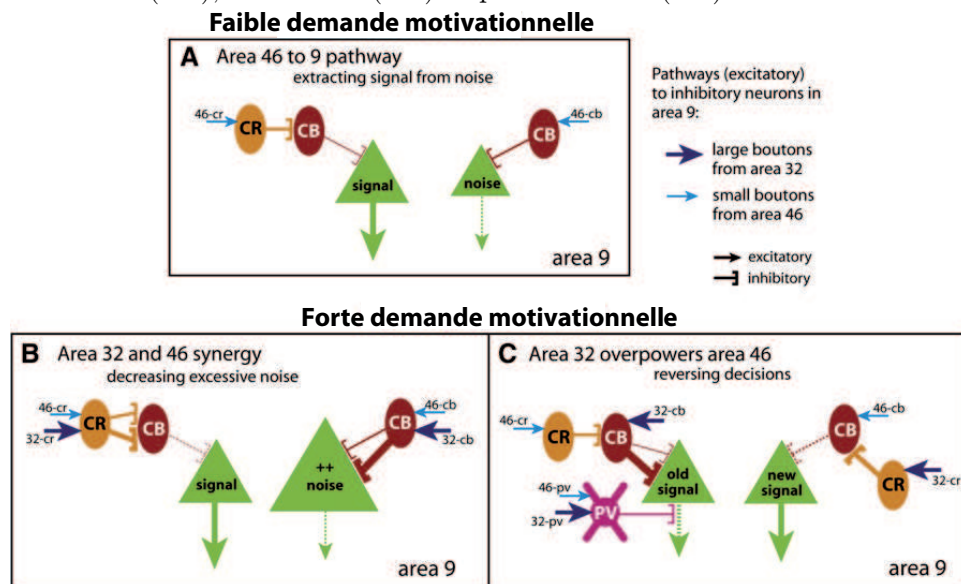 Faible demande motivationnelle
A Area 46 to 9 pathway
extracting signal from noise
46-cr
CR
CB
signal
46-cb
CB
noise
area 9
Pathways (excitatory)
to inhibitory neurons in
area 9:
large boutons
from area 32
small boutons
from area 46
excitatory
inhibitory
Forte demande motivationnelle
B Area 32 and 46 synergy
decreasing excessive noise
46-cr
32-cr
CR
CB
signal
46-cb
CB
32-cb
++
noise
area 9
C Area 32 overpowers area 46
reversing decisions
46-cr
CR
CB
32-cb
46-pv
32-pv
PV
old
signal
46-cb
CB
new
signal
CR
32-cr
area 9